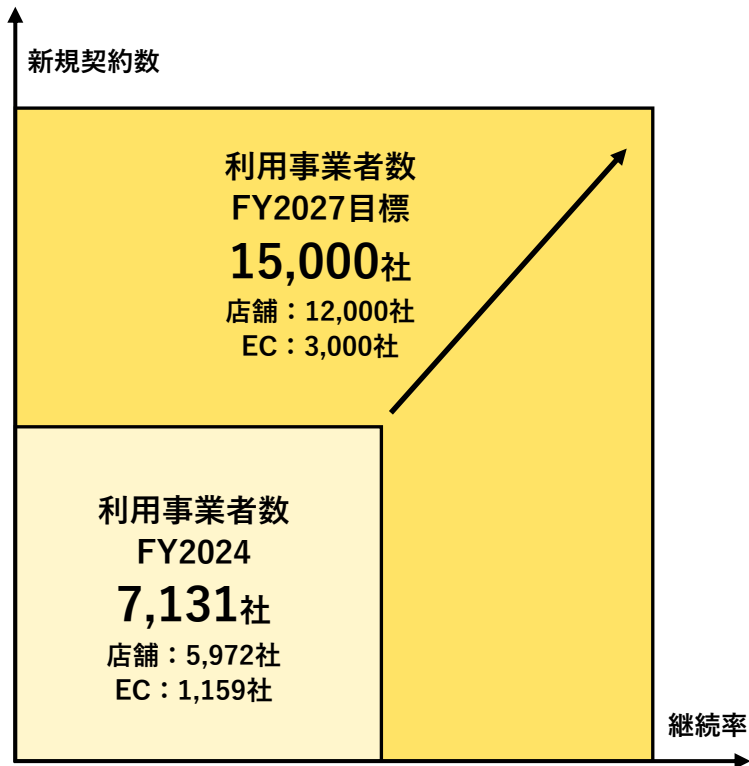 新規契約数
利用事業者数
FY2027目標
15,000社
店舗：12,000社
EC：3,000社
利用事業者数
FY2024
7,131社
店舗：5,972社
EC：1,159社
継続率